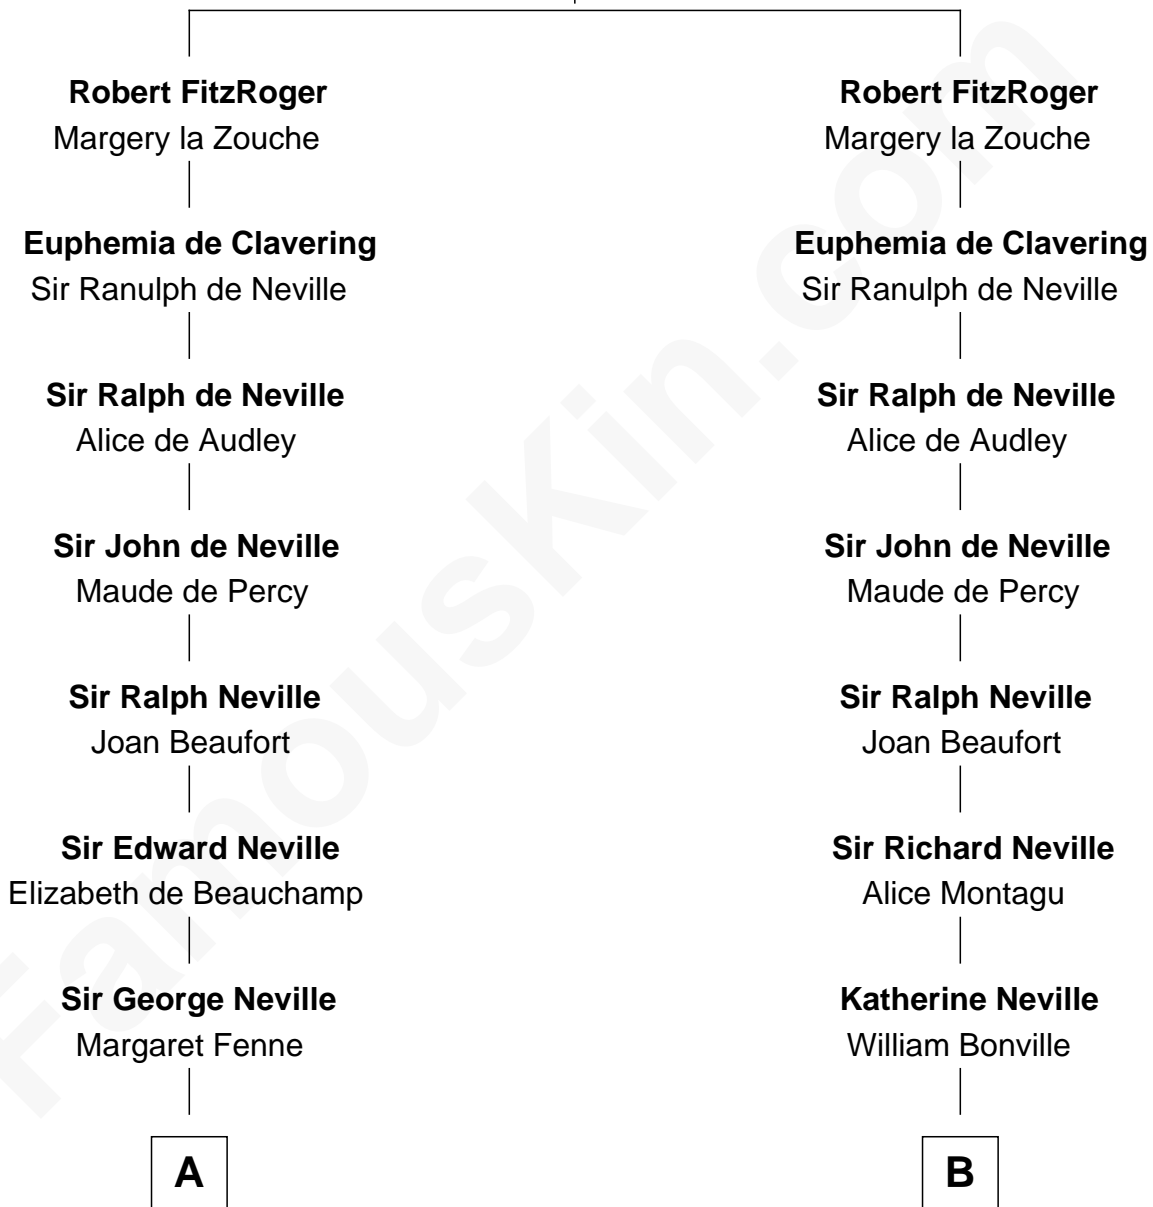 Robert FitzRoger
Margery la Zouche
Euphemia de Clavering
Sir Ranulph de Neville
Sir Ralph de Neville
Alice de Audley
Sir John de Neville
Maude de Percy
Sir Ralph Neville
Joan Beaufort
Sir Edward Neville
Elizabeth de Beauchamp
Sir George Neville
Margaret Fenne
A
Robert FitzRoger
Margery la Zouche
Euphemia de Clavering
Sir Ranulph de Neville
Sir Ralph de Neville
Alice de Audley
Sir John de Neville
Maude de Percy
Sir Ralph Neville
Joan Beaufort
Sir Richard Neville
Alice Montagu
Katherine Neville
William Bonville
B
FamousKin.com